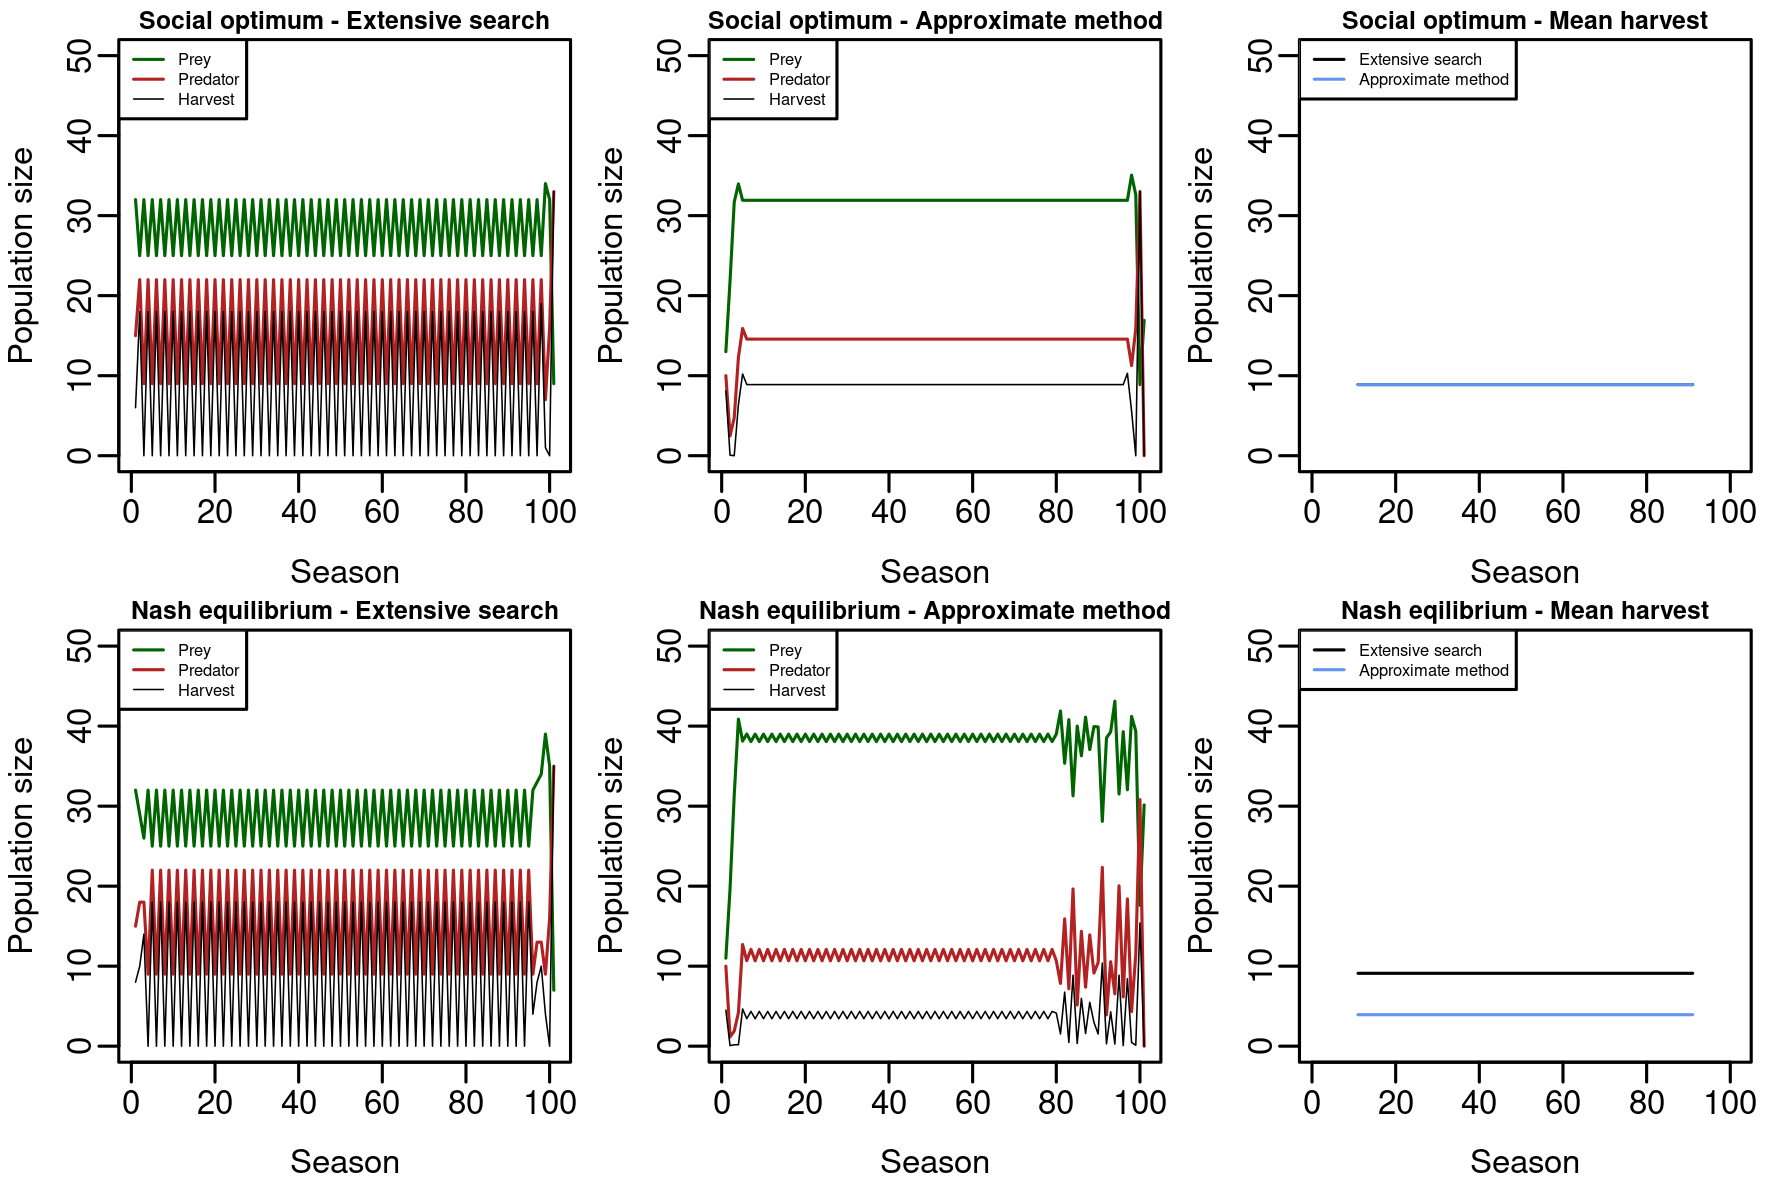 Social optimum - Extensive search
Prey
Predator
Harvest
Population size
0 10 20 30 40 50
0 20 40 60 80 100
Season
Social optimum - Approximate method
Prey
Predator
Harvest
Population size
0 10 20 30 40 50
0 20 40 60 80 100
Season
Social optimum - Mean harvest
Extensive search
Approximate method
Population size
0 10 20 30 40 50
0 20 40 60 80 100
Season
Nash equilibrium - Extensive search
Prey
Predator
Harvest
Population size
0 10 20 30 40 50
0 20 40 60 80 100
Season
Nash equilibrium - Approximate method
Prey
Predator
Harvest
Population size
0 10 20 30 40 50
0 20 40 60 80 100
Season
Nash eqilibrium - Mean harvest
Extensive search
Approximate method
Population size
0 10 20 30 40 50
0 20 40 60 80 100
Season